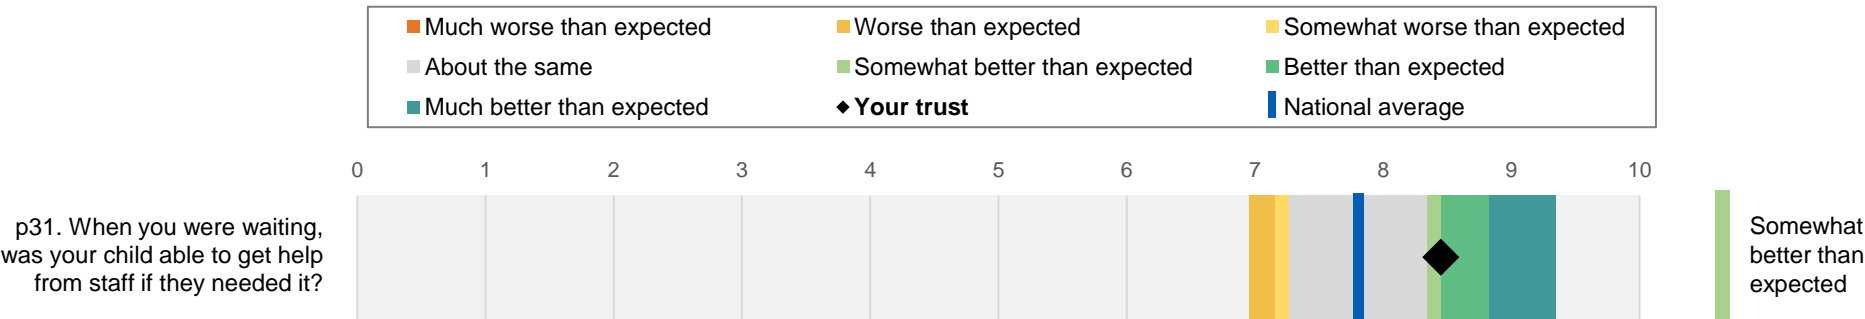 Much worse than expected
Worse than expected
Somewhat worse than expected
About the same
Somewhat better than expected
Better than expected
Much better than expected
Your trust
National average
0 1 2 3 4 5 6 7 8 9 10
p31. When you were waiting,
was your child able to get help
from staff if they needed it?
Somewhat
better than
expected